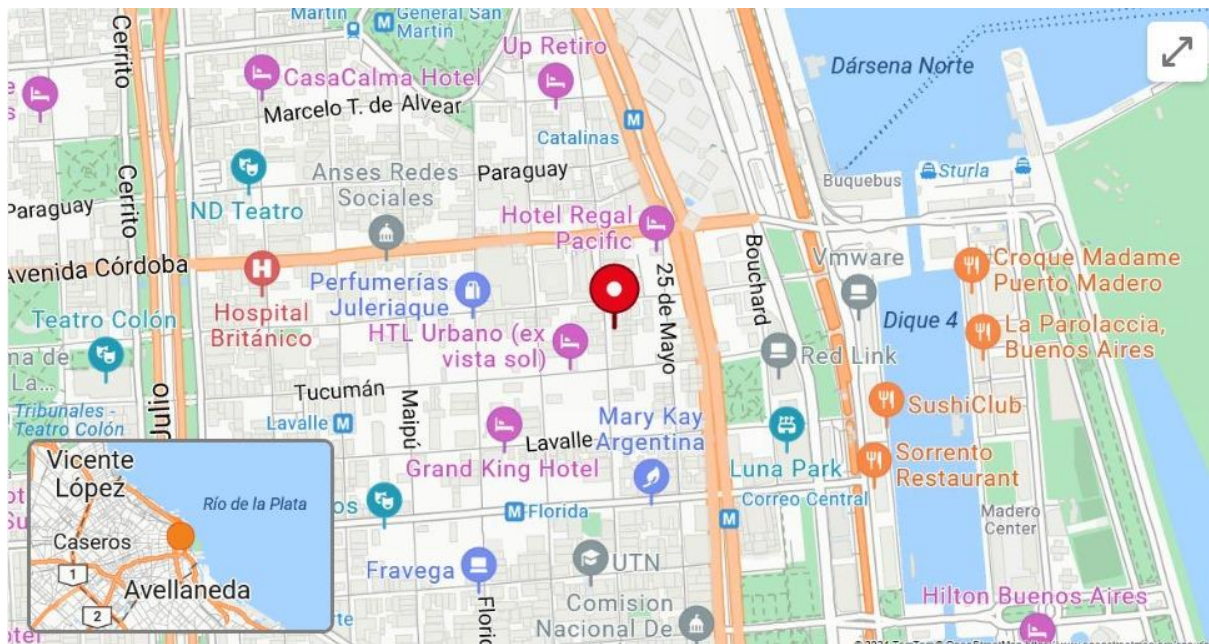 Martin
General San
Martin
Cerrito
Up Retiro
CasaCalma Hotel
Marcelo T. de Alvear
Catalinas
Dársena Norte
Cerrito
Anses Redes
Sociales
Paraguay
Buquebus
Sturla
Paraguay
ND Teatro
Hotel Regal
Pacific
Avenida Córdoba
Bouchard
Vmware
Croque Madame
Puerto Madero
Hospital
Británico
Perfumerías
Juleriaque
25 de Mayo
Teatro Colón
HTL Urbano (ex
vista sol)
Dique 4
La Parolaccia,
Buenos Aires
Red Link
Julio
Tucumán
Maipú
Tribunales -
Teatro Colón
Lavalle
Lavalle
Mary Kay
Argentina
SushiClub
Grand King Hotel
Luna Park
Sorrento
Restaurant
Correo Central
Florida
Madero
Center
Fravega
UTN
Florid
Comision
Nacional De
Hilton Buenos Aires
Vicente
López
Río de la Plata
Caseros
1
Avellaneda
2